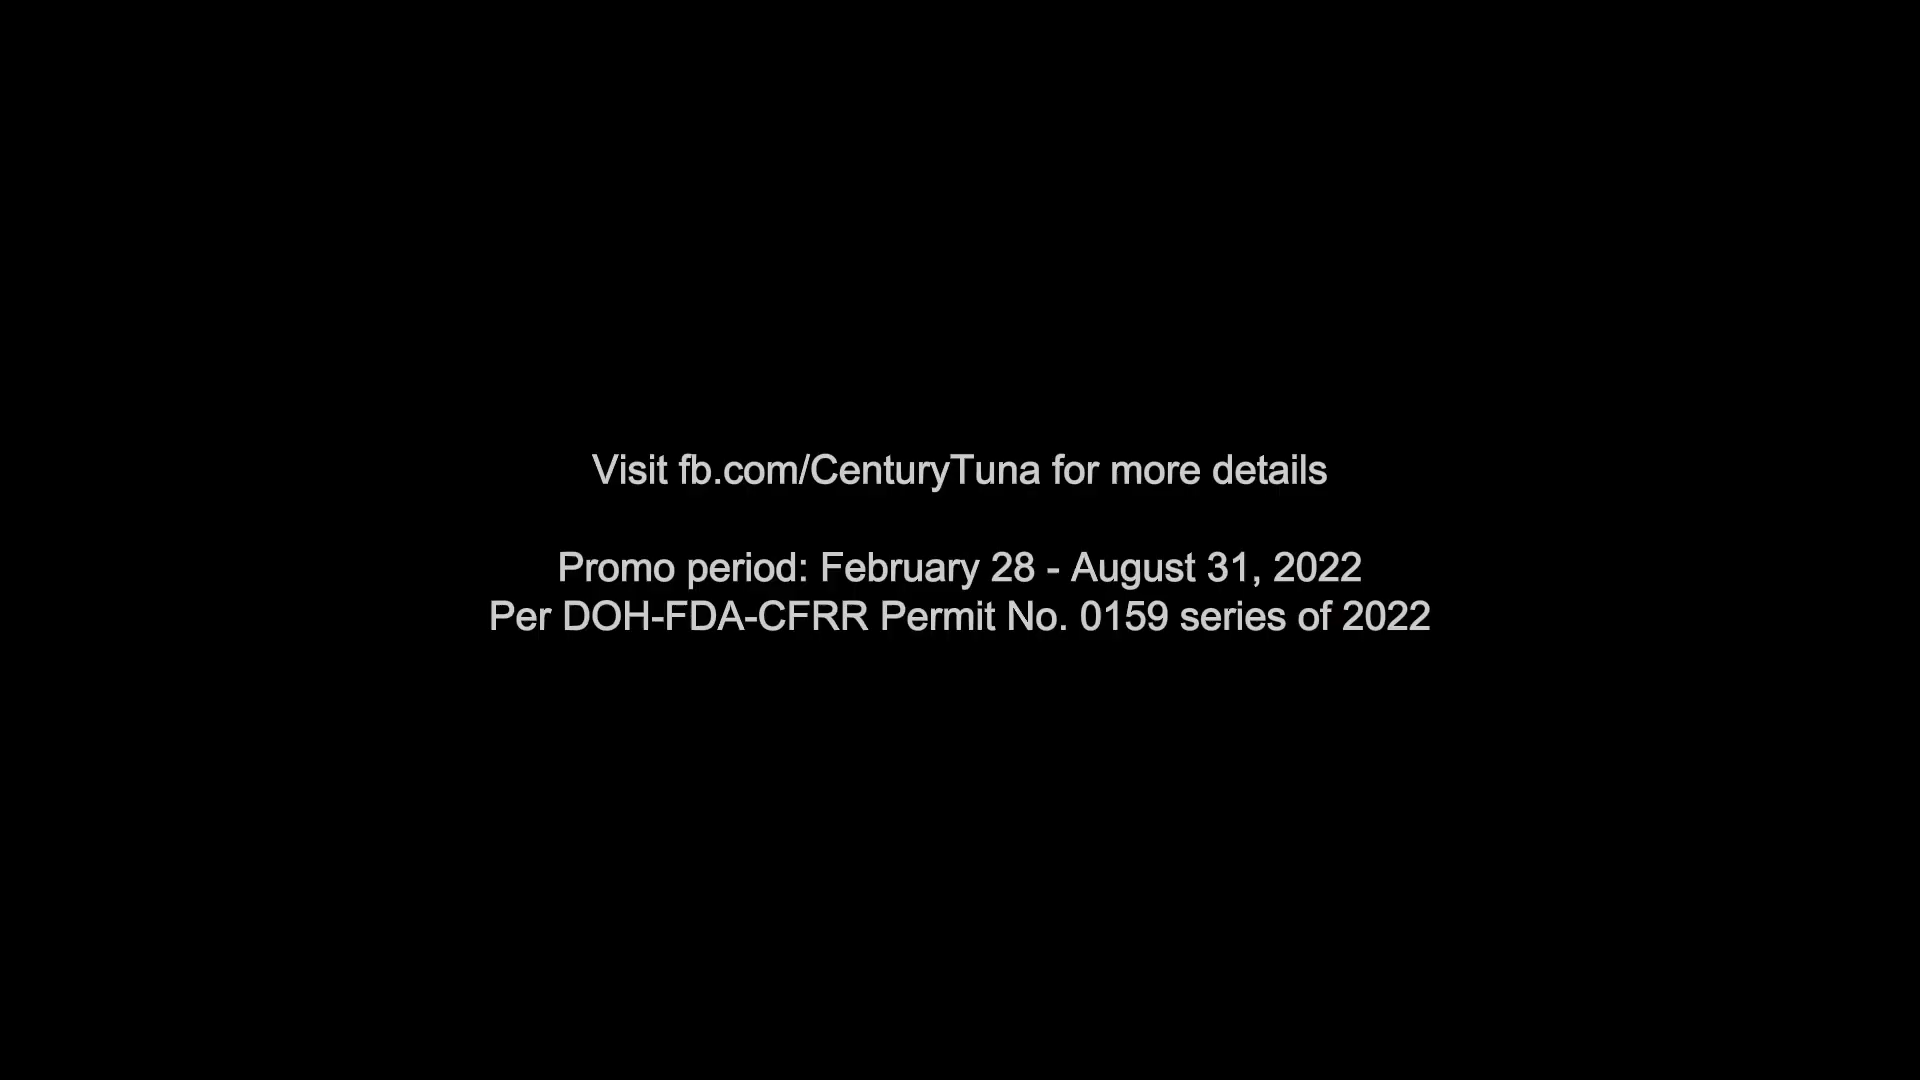 Visit fb.com/CenturyTuna for more details
Promo period: February 28 - August 31, 2022
Per DOH-FDA-CFRR Permit No. 0159 series of 2022